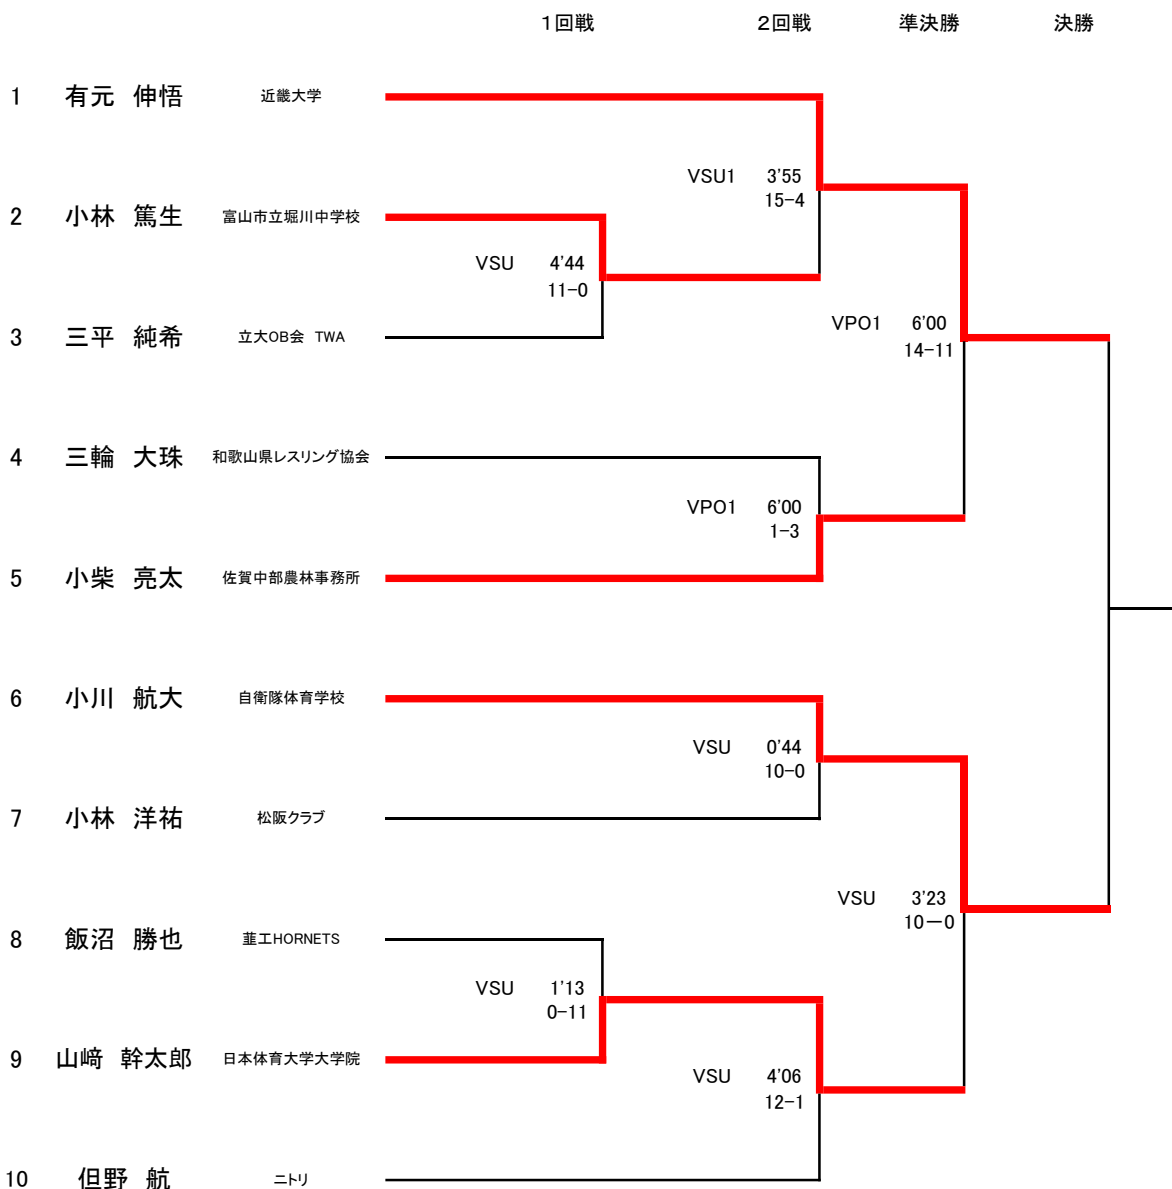 1回戦 2回戦 準決勝 決勝
1 有元 伸悟 近畿大学
VSU1 3'55
15-4
2 小林 篤生 富山市立堀川中学校
VSU 4'44
11-0
VPO1 6'00
14-11
3 三平 純希 立大OB会 TWA
4 三輪 大珠 和歌山県レスリング協会
VPO1 6'00
1-3
5 小柴 亮太 佐賀中部農林事務所
6 小川 航大 自衛隊体育学校
VSU 0'44
10-0
7 小林 洋祐 松阪クラブ
VSU 3'23
10―0
8 飯沼 勝也 韮工HORNETS
VSU 1'13
0-11
9 山﨑 幹太郎 日本体育大学大学院
VSU 4'06
12-1
10 但野 航 ニトリ